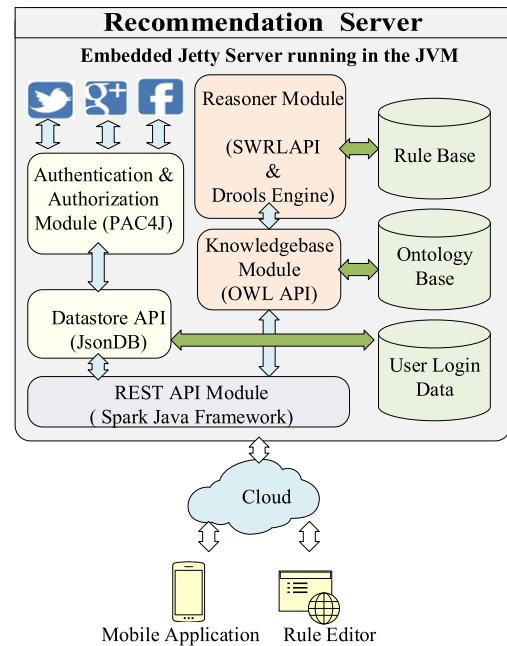 Recommendation Server
Embedded Jetty Server running in the JVM
g+
f
Authentication &
Authorization
Module (PAC4J)
Reasoner Module
(SWRLAPI
&
Drools Engine)
Rule Base
Knowledgebase
Module
(OWL API)
Ontology
Base
Datastore API
(JsonDB)
User Login
Data
REST API Module
( Spark Java Framework)
Cloud
Mobile Application
Rule Editor